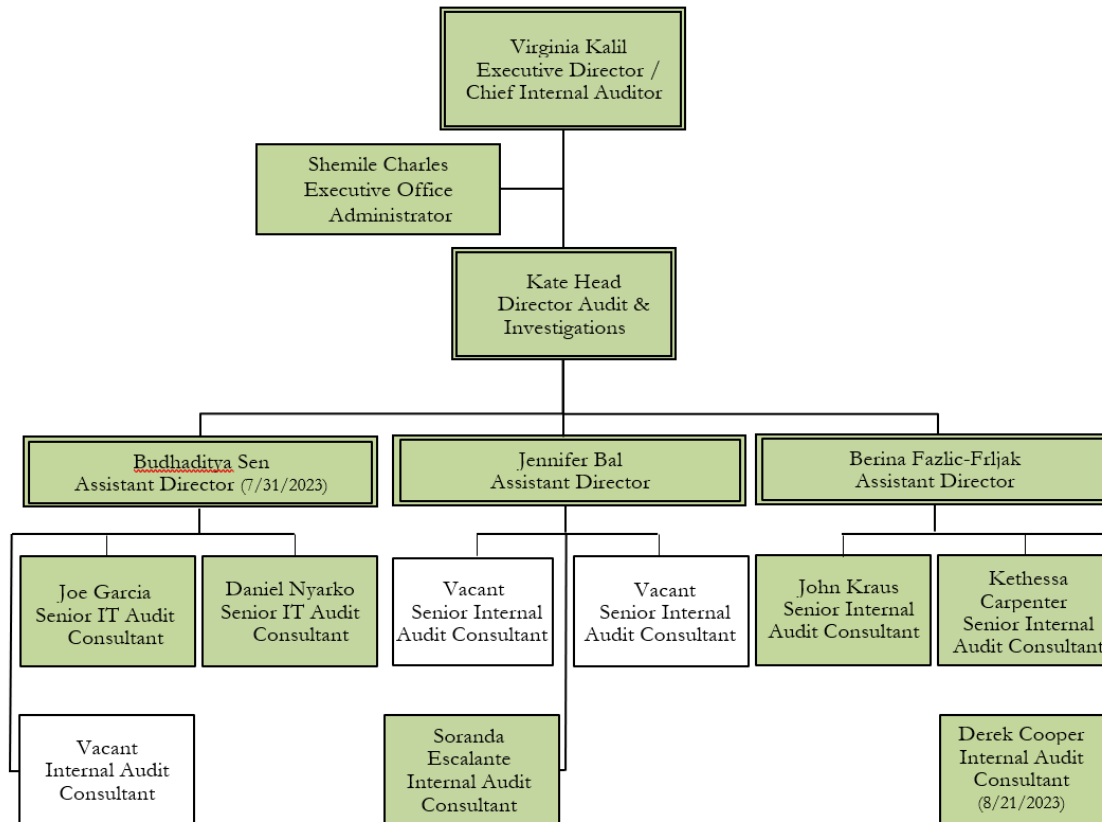 Virginia Kalil
Executive Director /
Chief Internal Auditor
Shemile Charles
Executive Office
Administrator
Kate Head
Director Audit &
Investigations
Budhaditya Sen
Assistant Director (7/31/2023)
Jennifer Bal
Assistant Director
Berina Fazlic-Frljak
Assistant Director
Joe Garcia
Senior IT Audit
Consultant
Daniel Nyarko
Senior IT Audit
Consultant
Vacant
Senior Internal
Audit Consultant
Vacant
Senior Internal
Audit Consultant
John Kraus
Senior Internal
Audit Consultant
Kethessa
Carpenter
Senior Internal
Audit Consultant
Vacant
Internal Audit
Consultant
Soranda
Escalante
Internal Audit
Consultant
Derek Cooper
Internal Audit
Consultant
(8/21/2023)